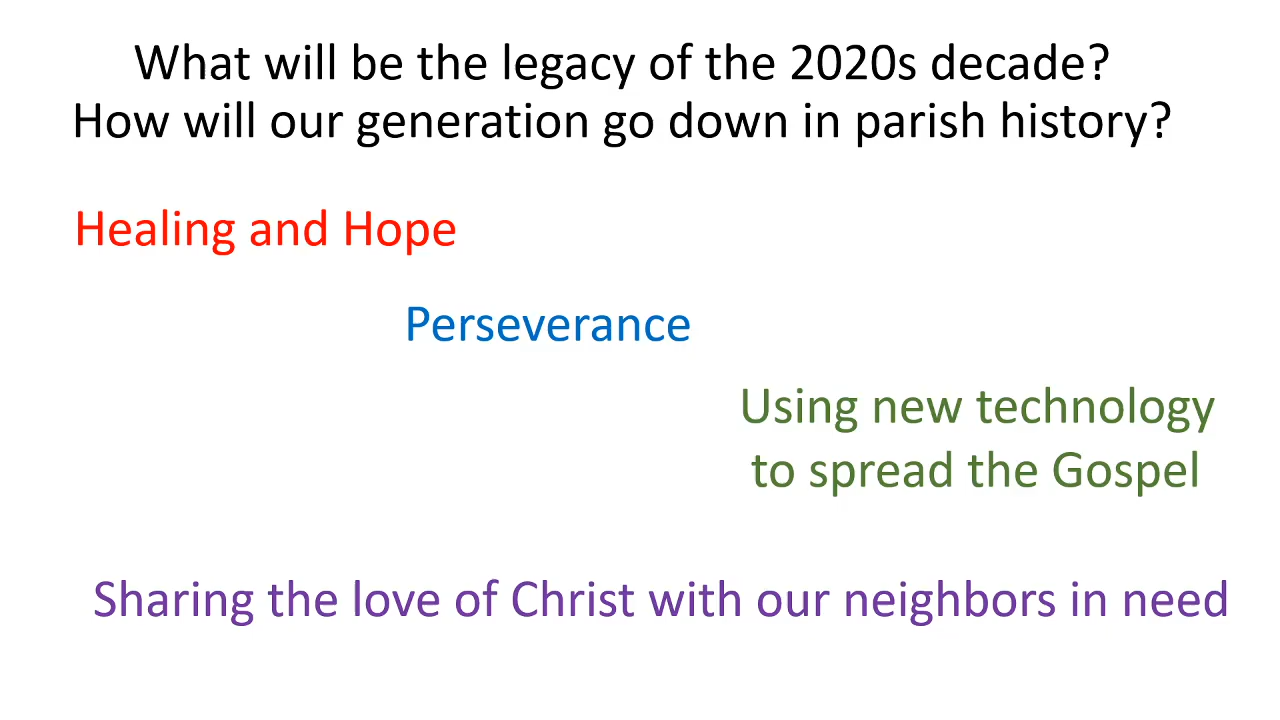 What will be the legacy of the 2020s decade?
How will our generation go down in parish history?
Healing and Hope
Perseverance
Using new technology
to spread the Gospel
Sharing the love of Christ with our neighbors in need